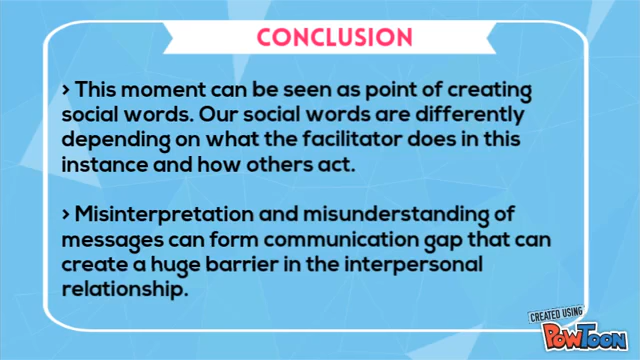 CONCLUSION
> This moment can be seen as point of creating
social words. Our social words are differently
depending on what the facilitator does in this
instance and how others act.
> Misinterpretation and misunderstanding of
messages can form communication gap that can
create a huge barrier in the interpersonal
relationship.
CREATED USING
POWTOON